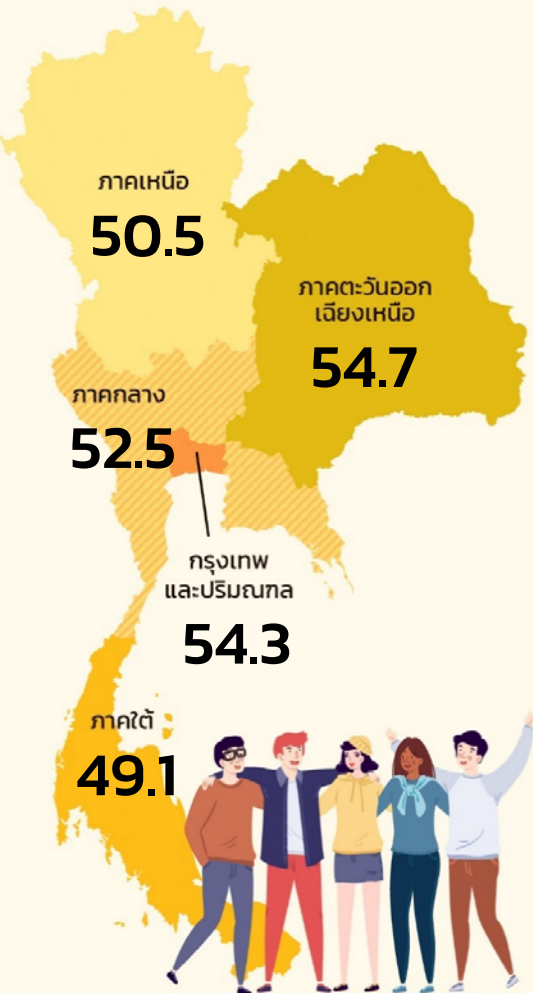 ภาคเหนือ
50.5
ภาคตะวันออก
เฉียงเหนือ
54.7
ภาคกลาง
52.5
กรุงเทพ
และปริมณฑล
54.3
ภาคใต้
49.1